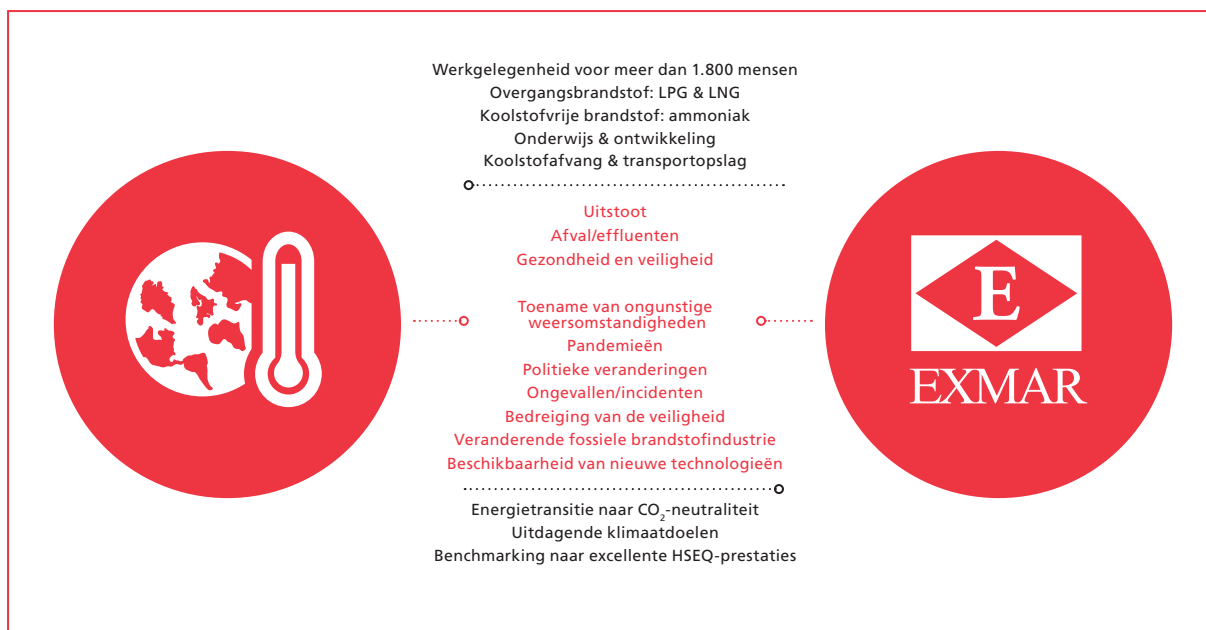 Werkgelegenheid voor meer dan 1.800 mensen
Overgangsbrandstof: LPG & LNG
Koolstofvrije brandstof: ammoniak
Onderwijs & ontwikkeling
Koolstofafvang & transportopslag
Uitstoot
Afval/effluenten
Gezondheid en veiligheid
Toename van ongunstige
weersomstandigheden
Pandemieën
Politieke veranderingen
Ongevallen/incidenten
Bedreiging van de veiligheid
Veranderende fossiele brandstofindustrie
Beschikbaarheid van nieuwe technologieën
Energietransitie naar CO₂-neutraliteit
Uitdagende klimaatdoelen
Benchmarking naar excellente HSEQ-prestaties
E
EXMAR